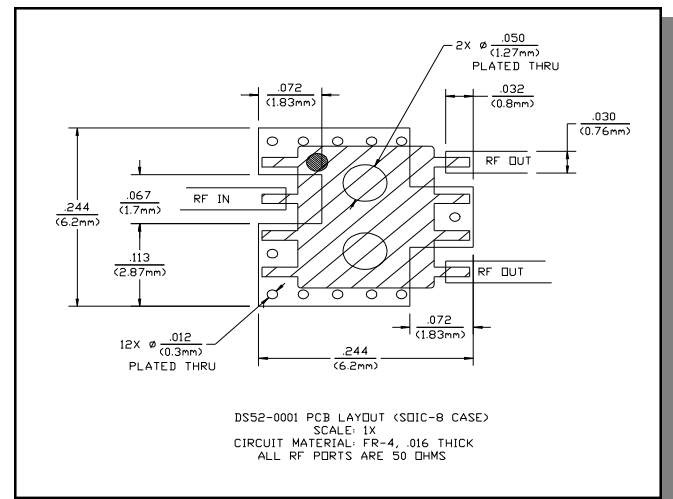 2X ø .050
(1.27mm)
PLATED THRU
.072
(1.83mm)
.032
(0.8mm)
.030
(0.76mm)
RF OUT
.067
(1.7mm)
RF IN
.244
(6.2mm)
.113
(2.87mm)
RF OUT
12X ø .012
(0.3mm)
PLATED THRU
.072
(1.83mm)
.244
(6.2mm)
DS52-0001 PCB LAYOUT (SOIC-8 CASE)
SCALE: 1X
CIRCUIT MATERIAL: FR-4, .016 THICK
ALL RF PORTS ARE 50 OHMS